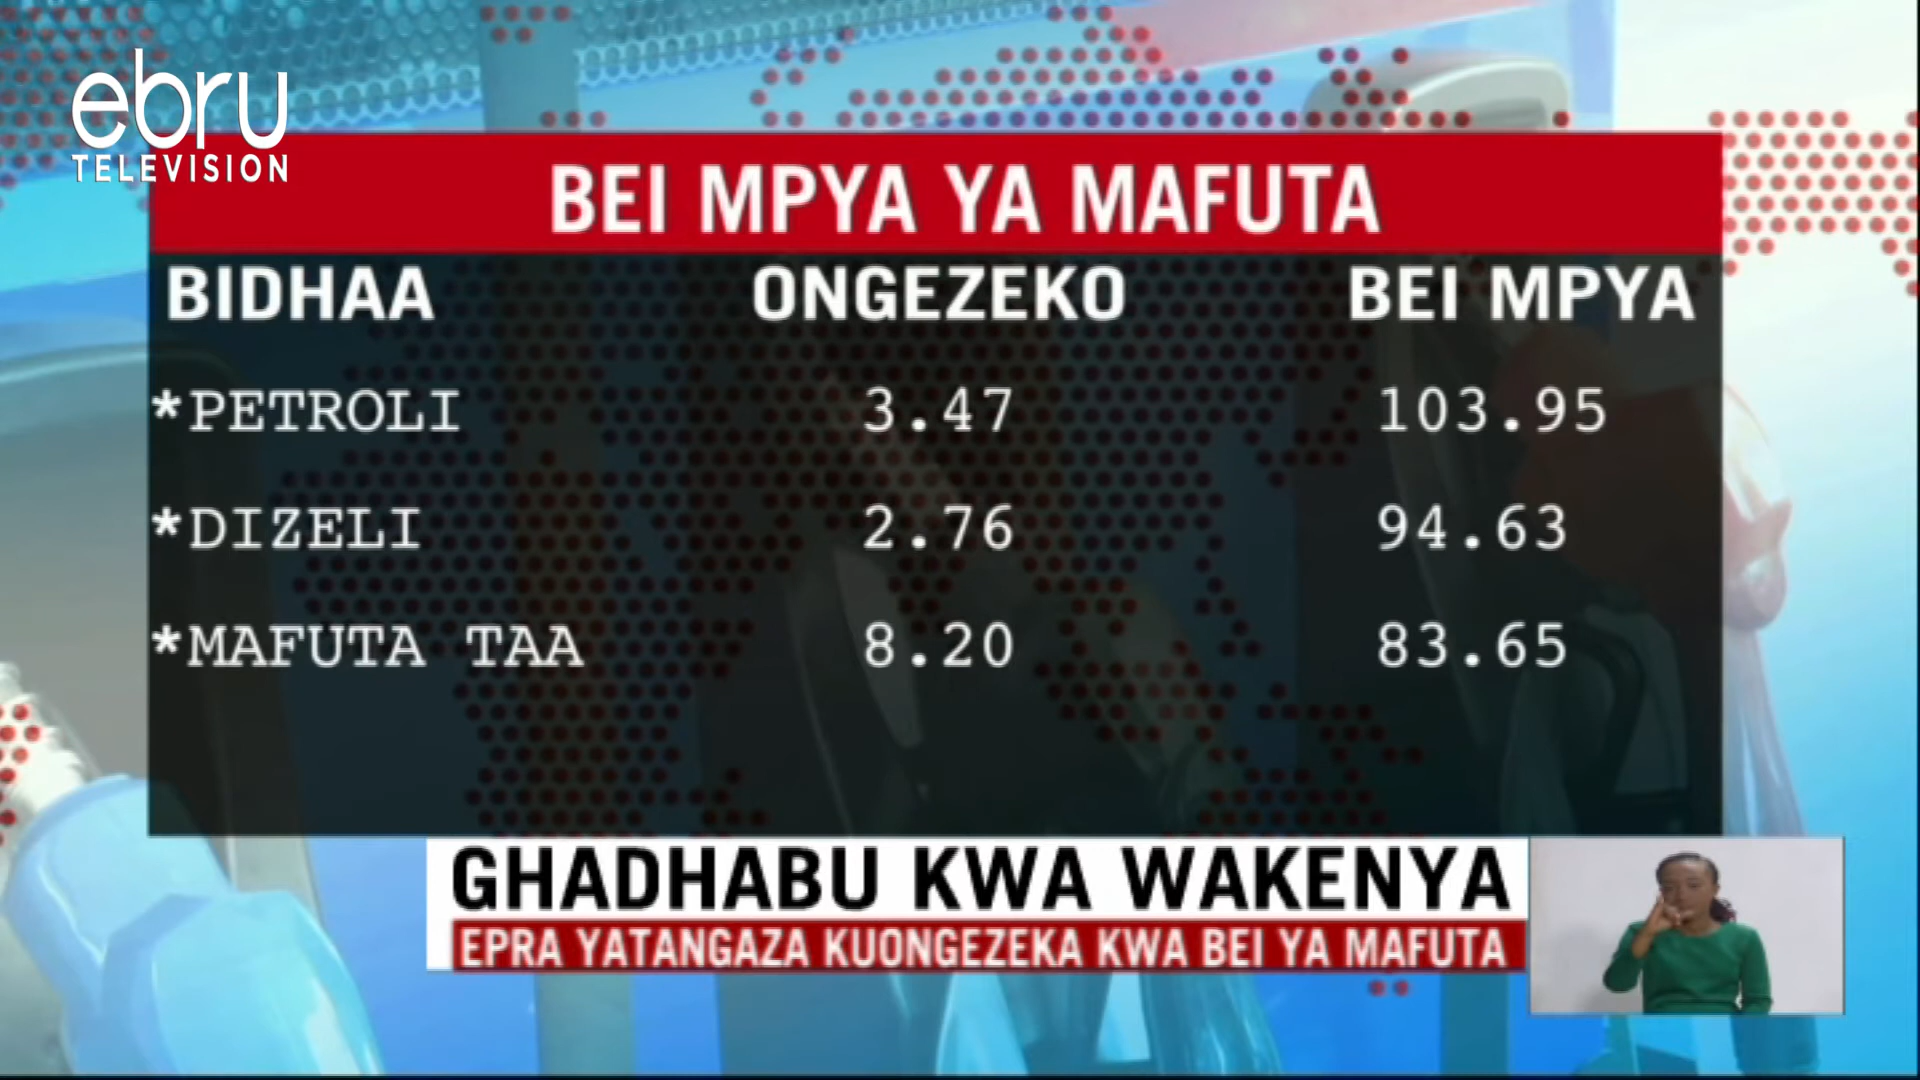 ebru
TELEVISION
BEI MPYA YA MAFUTA
BIDHAA ONGEZEKO BEI MPYA
*PETROLI 3.47 103.95
*DIZELI 2.76 94.63
*MAFUTA TAA 8.20 83.65
GHADHABU KWA WAKENYA
EPRA YATANGAZA KUONGEZEKA KWA BEI YA MAFUTA